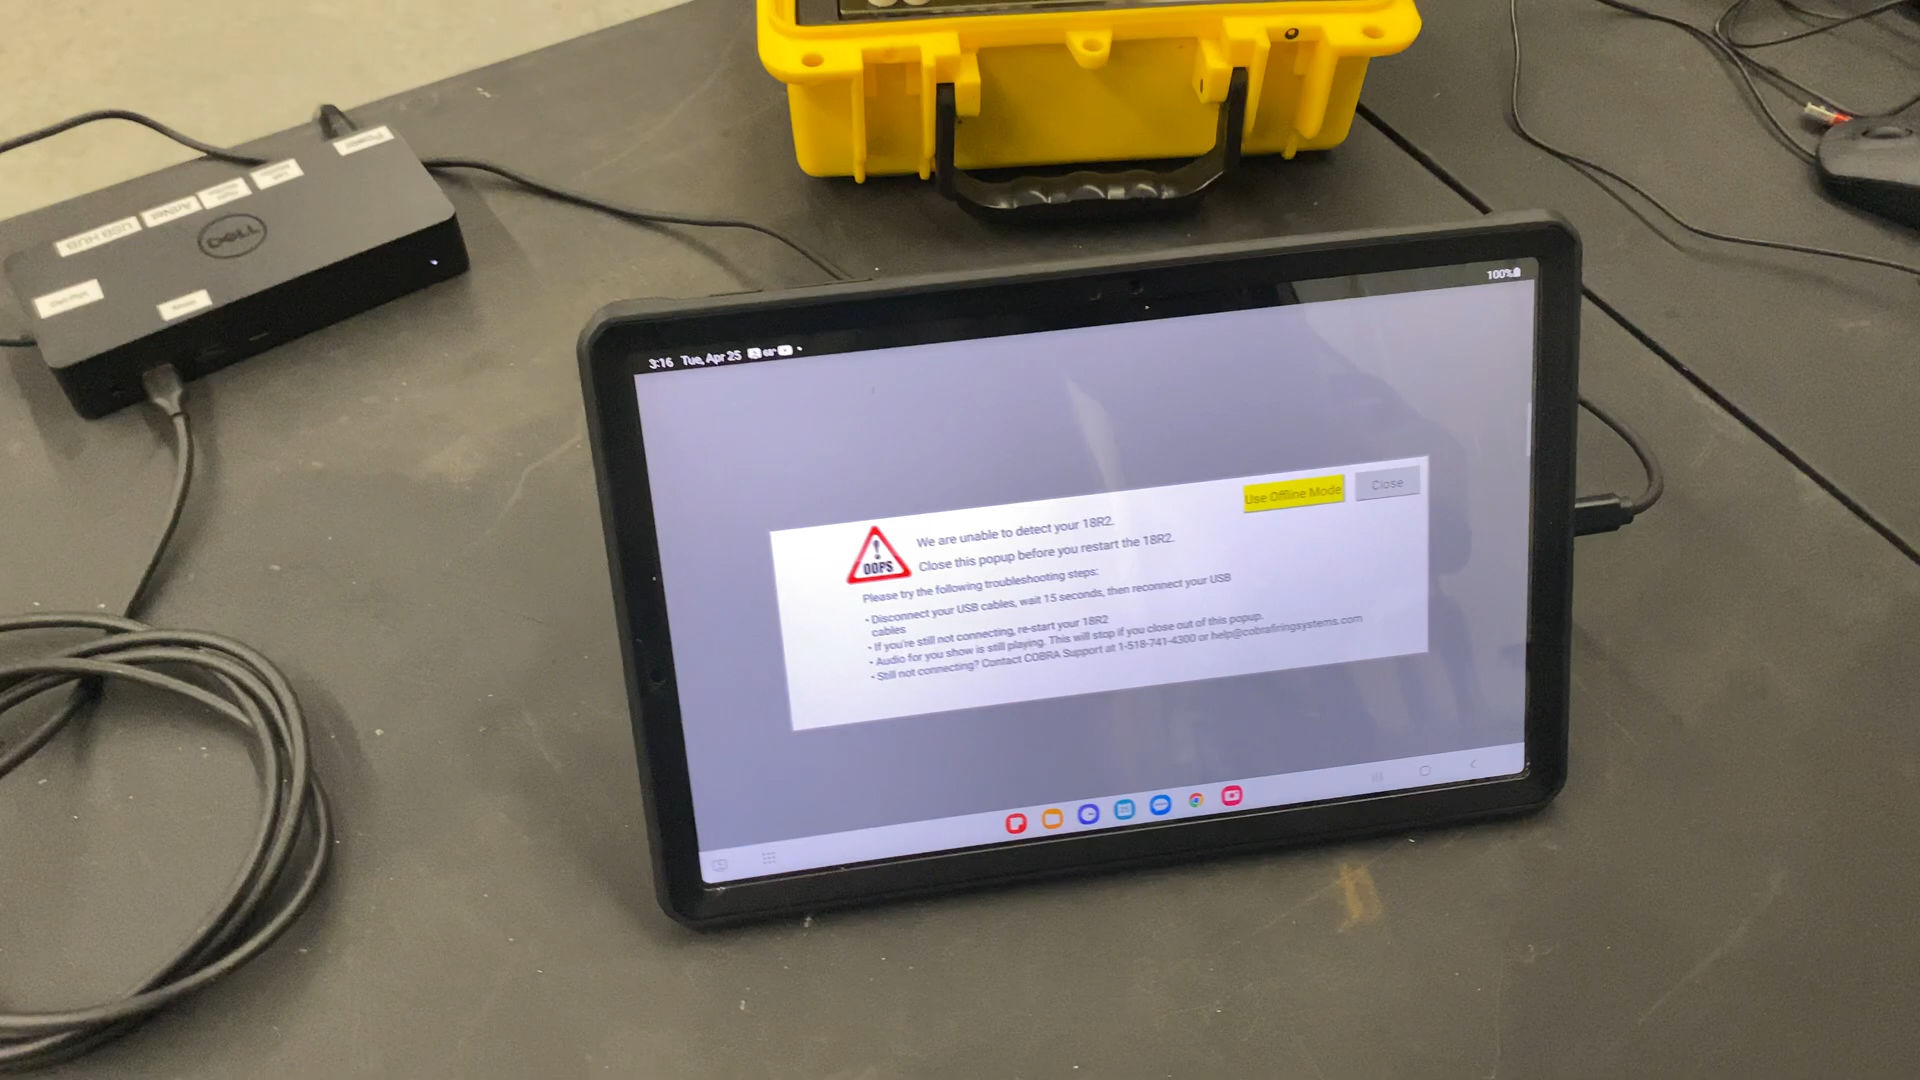 Power
USB HUB
ArtNet
DELL
3:16 Tue, Apr 25
100%
Use Offline Mode
Close
OOPS
We are unable to detect your 18R2.
Close this popup before you restart the 18R2.
Please try the following troubleshooting steps:
• Disconnect your USB cables, wait 15 seconds, then reconnect your USB
cables
• If you're still not connecting, re-start your 18R2
• Audio for you show is still playing. This will stop if you close out of this popup.
• Still not connecting? Contact COBRA Support at 1-518-741-4300 or help@cobrafiringsystems.com